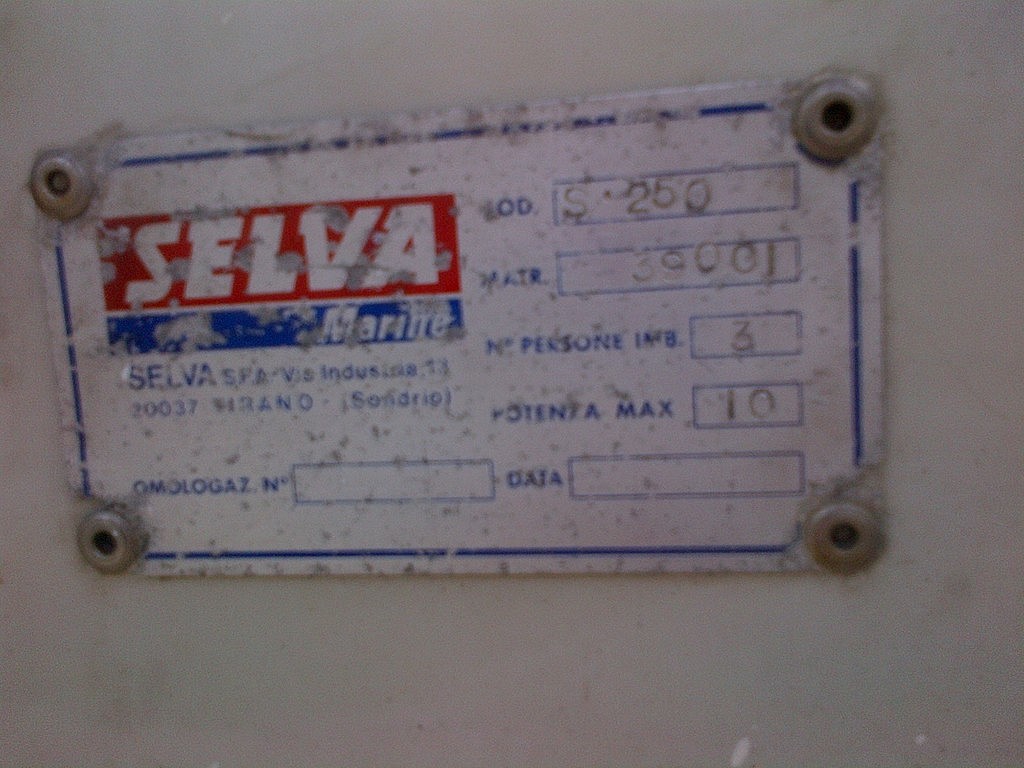 SELVA
Marine
SELVA S.P.A. Via Industria, 13
20037 TIRANO - (Sondrio)
MOD. S·250
MATR. 39001
N° PERSONE IMB. 3
POTENZA MAX 10
OMOLOGAZ. N° DATA